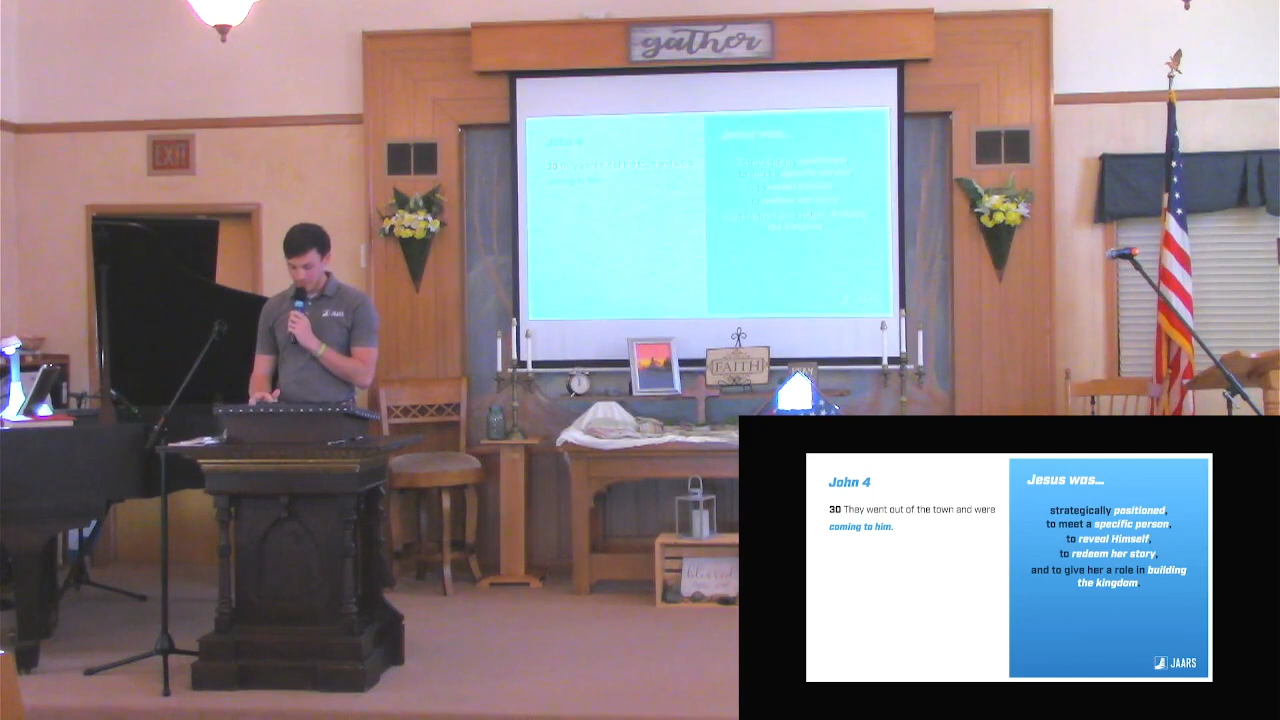 gather
EXIT
JAARS
FAITH
blessed
John 4
30 They went out of the town and were
coming to him.
Jesus was...
strategically positioned,
to meet a specific person,
to reveal Himself,
to redeem her story,
and to give her a role in building
the kingdom.
JAARS